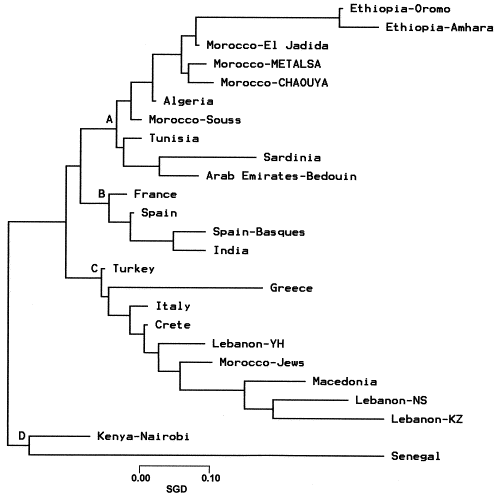 Ethiopia-Oromo
Ethiopia-Amhara
Morocco-El Jadida
Morocco-METALSA
Morocco-CHAOUYA
Algeria
A
Morocco-Souss
Tunisia
Sardinia
Arab Emirates-Bedouin
B
France
Spain
Spain-Basques
India
C
Turkey
Greece
Italy
Crete
Lebanon-YH
Morocco-Jews
Macedonia
Lebanon-NS
Lebanon-KZ
D
Kenya-Nairobi
Senegal
0.00 0.10
SGD